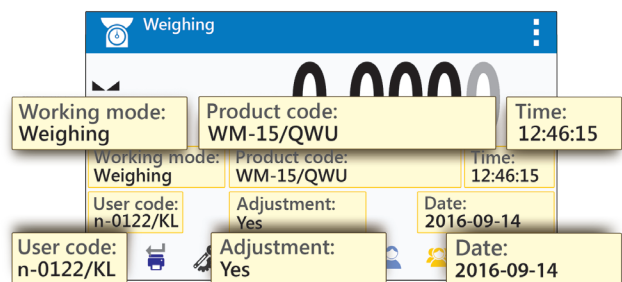 Weighing
0.0000
Working mode:
Weighing
Product code:
WM-15/QWU
Time:
12:46:15
Working mode:
Weighing
Product code:
WM-15/QWU
Time:
12:46:15
User code:
n-0122/KL
Adjustment:
Yes
Date:
2016-09-14
User code:
n-0122/KL
Adjustment:
Yes
Date:
2016-09-14